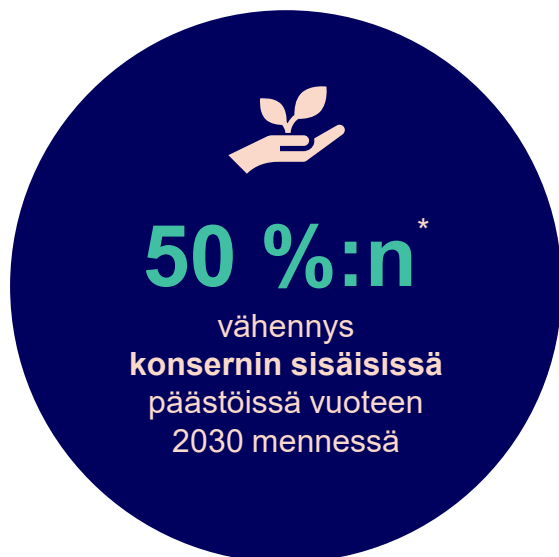 50 %:n*
vähennys
konsernin sisäisissä
päästöissä vuoteen
2030 mennessä